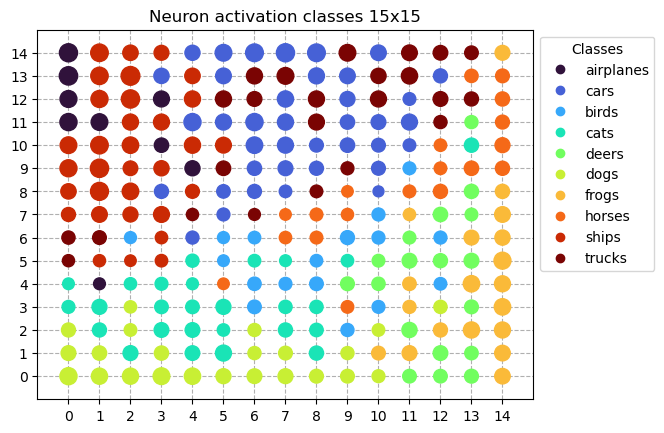 Neuron activation classes 15x15
14
13
12
11
10
9
8
7
6
5
4
3
2
1
0
0 1 2 3 4 5 6 7 8 9 10 11 12 13 14
Classes
airplanes
cars
birds
cats
deers
dogs
frogs
horses
ships
trucks